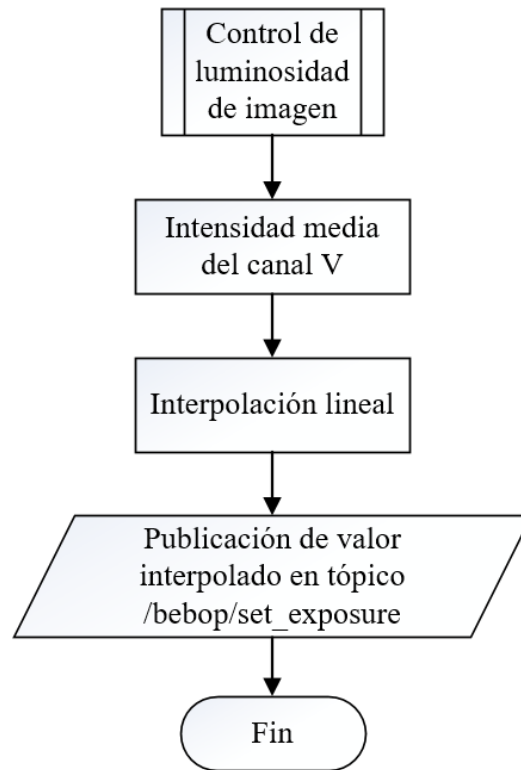 Control de
luminosidad
de imagen
Intensidad media
del canal V
Interpolación lineal
Publicación de valor
interpolado en tópico
/bebop/set_exposure
Fin